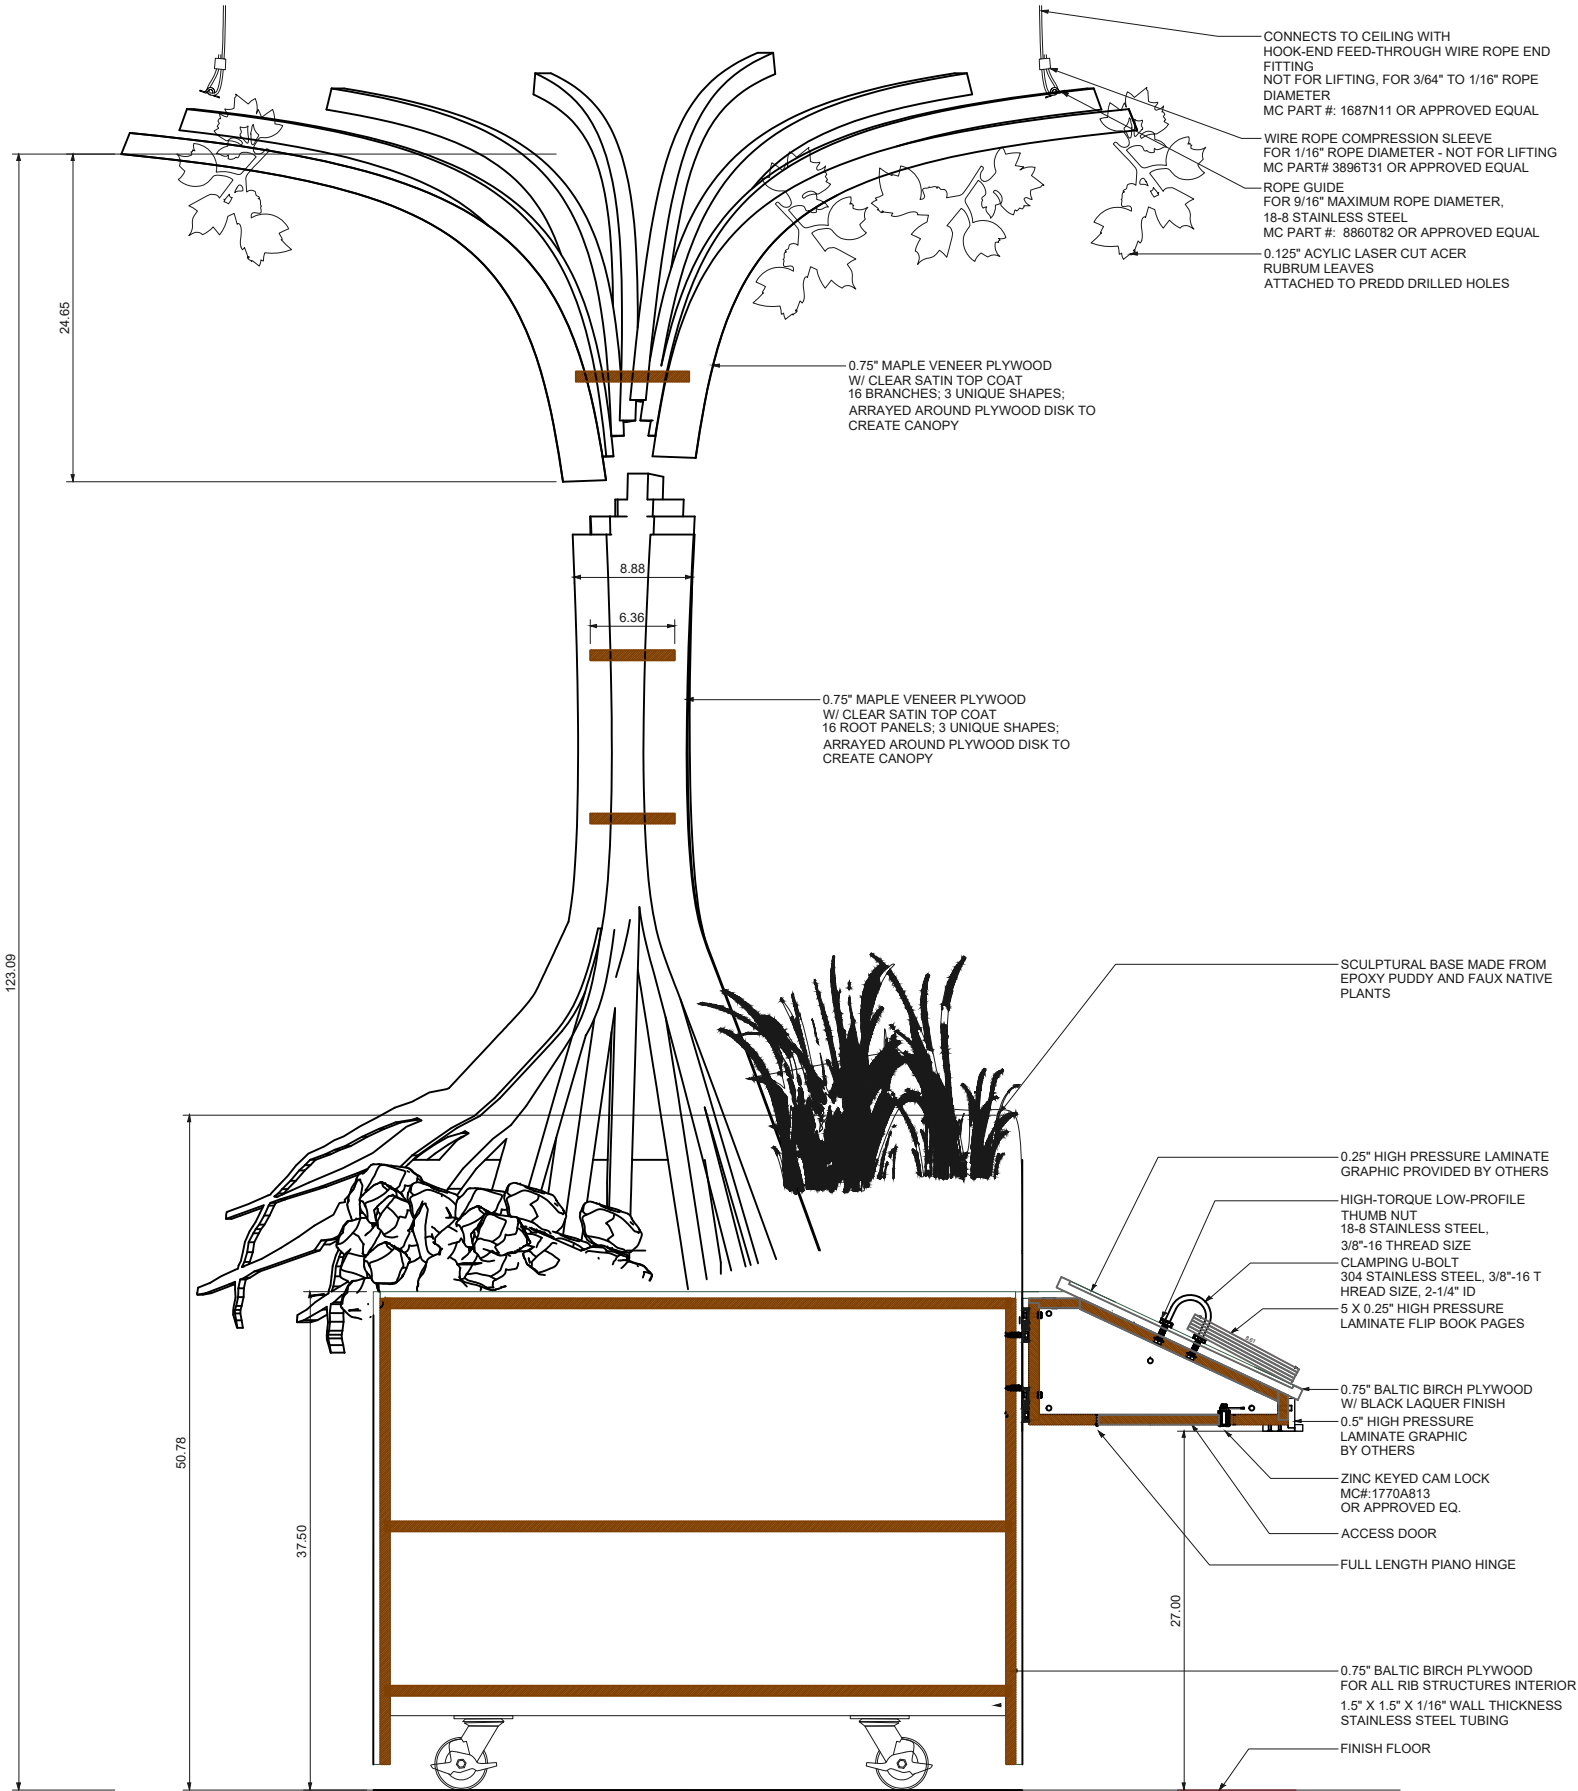 CONNECTS TO CEILING WITH
HOOK-END FEED-THROUGH WIRE ROPE END
FITTING
NOT FOR LIFTING, FOR 3/64" TO 1/16" ROPE
DIAMETER
MC PART #: 1687N11 OR APPROVED EQUAL
WIRE ROPE COMPRESSION SLEEVE
FOR 1/16" ROPE DIAMETER - NOT FOR LIFTING
MC PART# 3896T31 OR APPROVED EQUAL
ROPE GUIDE
FOR 9/16" MAXIMUM ROPE DIAMETER,
18-8 STAINLESS STEEL
MC PART #: 8860T82 OR APPROVED EQUAL
0.125" ACYLIC LASER CUT ACER
RUBRUM LEAVES
ATTACHED TO PREDD DRILLED HOLES
24.65
0.75" MAPLE VENEER PLYWOOD
W/ CLEAR SATIN TOP COAT
16 BRANCHES; 3 UNIQUE SHAPES;
ARRAYED AROUND PLYWOOD DISK TO
CREATE CANOPY
8.88
6.36
0.75" MAPLE VENEER PLYWOOD
W/ CLEAR SATIN TOP COAT
16 ROOT PANELS; 3 UNIQUE SHAPES;
ARRAYED AROUND PLYWOOD DISK TO
CREATE CANOPY
123.09
SCULPTURAL BASE MADE FROM
EPOXY PUDDY AND FAUX NATIVE
PLANTS
0.25" HIGH PRESSURE LAMINATE
GRAPHIC PROVIDED BY OTHERS
HIGH-TORQUE LOW-PROFILE
THUMB NUT
18-8 STAINLESS STEEL,
3/8"-16 THREAD SIZE
CLAMPING U-BOLT
304 STAINLESS STEEL, 3/8"-16 T
HREAD SIZE, 2-1/4" ID
5 X 0.25" HIGH PRESSURE
LAMINATE FLIP BOOK PAGES
0.75" BALTIC BIRCH PLYWOOD
W/ BLACK LAQUER FINISH
0.5" HIGH PRESSURE
LAMINATE GRAPHIC
BY OTHERS
50.78
37.50
ZINC KEYED CAM LOCK
MC#:1770A813
OR APPROVED EQ.
ACCESS DOOR
FULL LENGTH PIANO HINGE
27.00
0.75" BALTIC BIRCH PLYWOOD
FOR ALL RIB STRUCTURES INTERIOR
1.5" X 1.5" X 1/16" WALL THICKNESS
STAINLESS STEEL TUBING
FINISH FLOOR